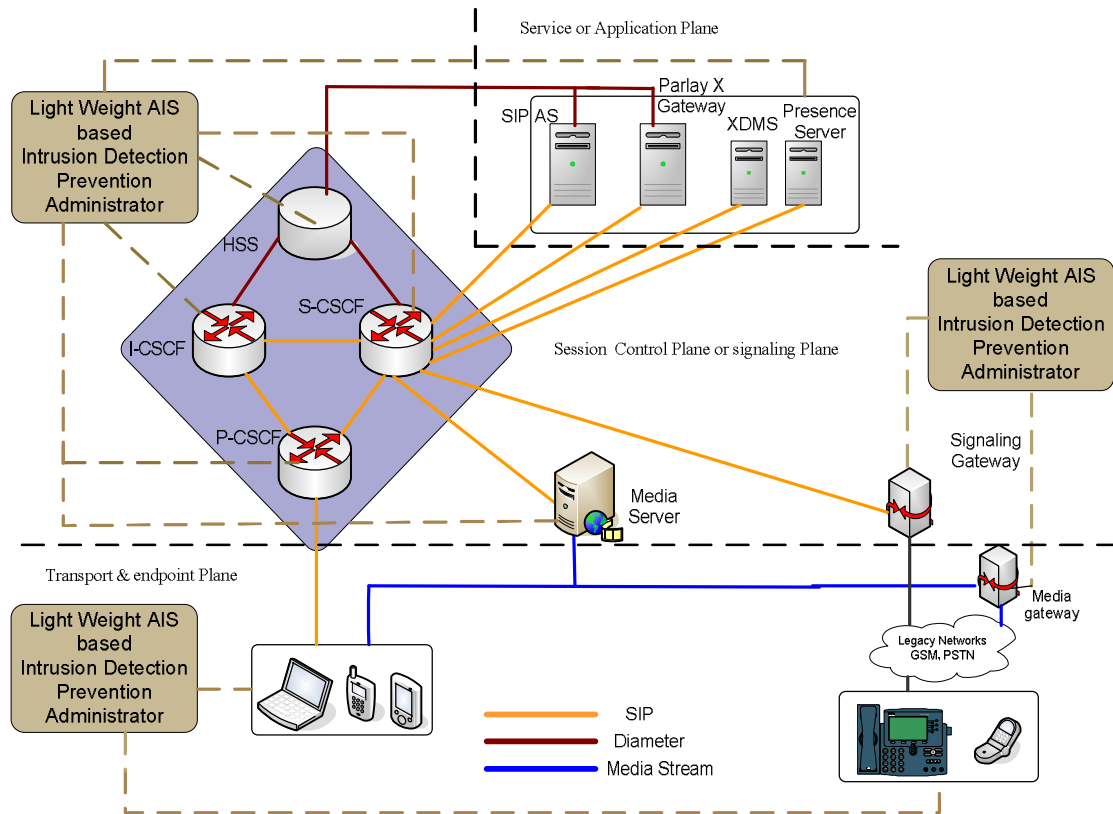 Service or Application Plane
Light Weight AIS
based
Intrusion Detection
Prevention
Administrator
Parlay X
Gateway
SIP AS
XDMS
Presence
Server
HSS
S-CSCF
I-CSCF
P-CSCF
Session Control Plane or signaling Plane
Light Weight AIS
based
Intrusion Detection
Prevention
Administrator
Signaling
Gateway
Media
Server
Transport & endpoint Plane
Media
gateway
Light Weight AIS
based
Intrusion Detection
Prevention
Administrator
Legacy Networks
GSM, PSTN
SIP
Diameter
Media Stream